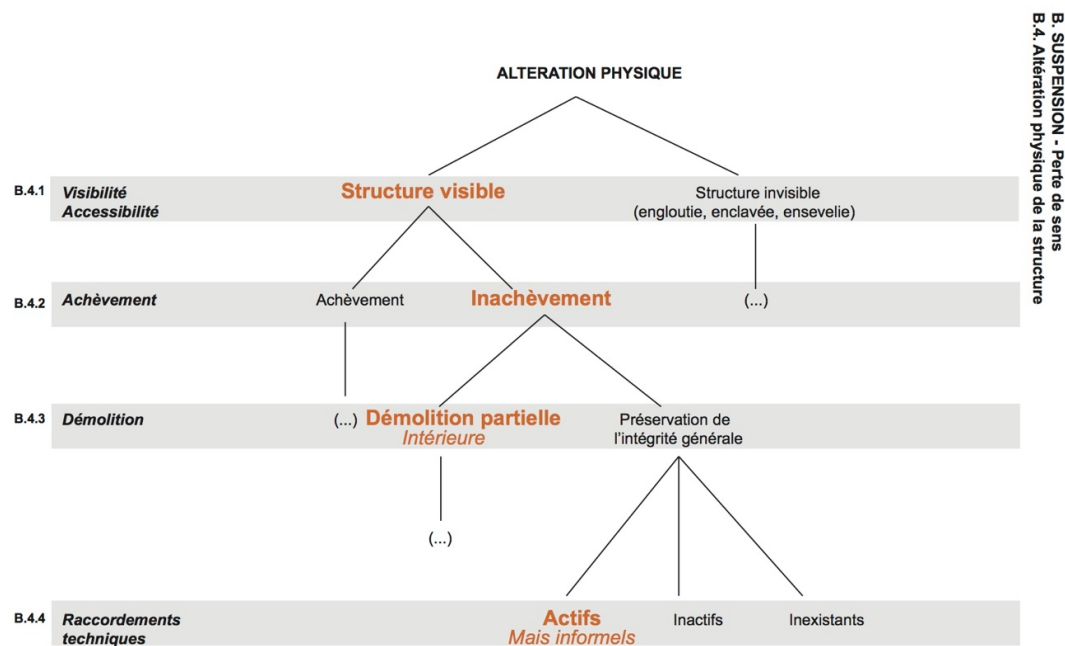 B. SUSPENSION - Perte de sens
B.4. Altération physique de la structure
ALTERATION PHYSIQUE
B.4.1
Visibilité
Accessibilité
Structure visible
Structure invisible
(engloutie, enclavée, ensevelie)
B.4.2
Achèvement
Achèvement
Inachèvement
(...)
B.4.3
Démolition
(...)
Démolition partielle
Intérieure
Préservation de
l'intégrité générale
(...)
B.4.4
Raccordements
techniques
Actifs
Mais informels
Inactifs
Inexistants